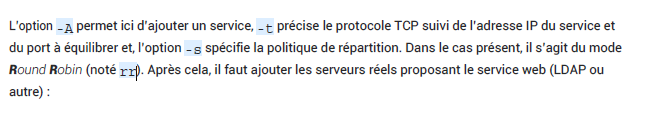 L'option -A permet ici d'ajouter un service, -t précise le protocole TCP suivi de l'adresse IP du service et
du port à équilibrer et, l'option -s spécifie la politique de répartition. Dans le cas présent, il s'agit du mode
Round Robin (noté rr). Après cela, il faut ajouter les serveurs réels proposant le service web (LDAP ou
autre) :